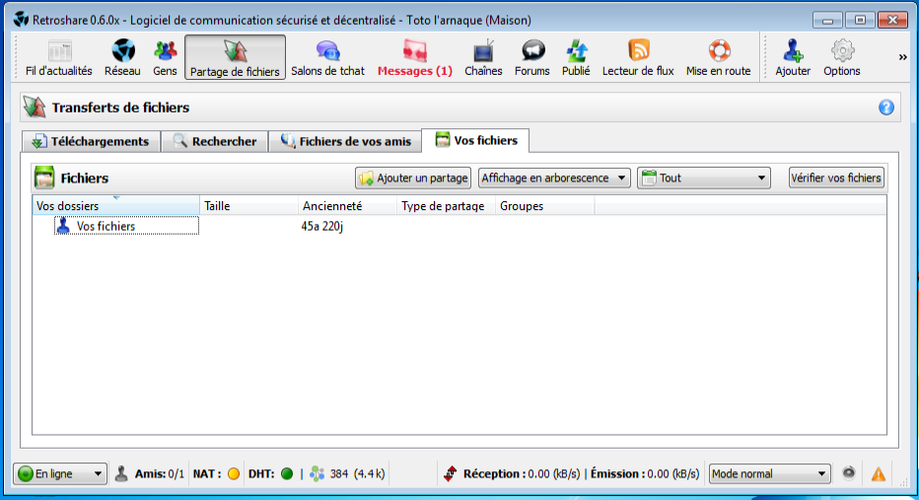 Retroshare 0.6.0x - Logiciel de communication sécurisé et décentralisé - Toto l'arnaque (Maison)
Fil d'actualités Réseau Gens Partage de fichiers Salons de tchat Messages (1) Chaînes Forums Publié Lecteur de flux Mise en route Ajouter Options »
Transferts de fichiers
Téléchargements Rechercher Fichiers de vos amis Vos fichiers
Fichiers Ajouter un partage Affichage en arborescence Tout Vérifier vos fichiers
Vos dossiers Taille Ancienneté Type de partage Groupes
Vos fichiers 45a 220j
En ligne Amis: 0/1 NAT : DHT: | 384 (4.4 k) Réception : 0.00 (kB/s) | Émission : 0.00 (kB/s) Mode normal